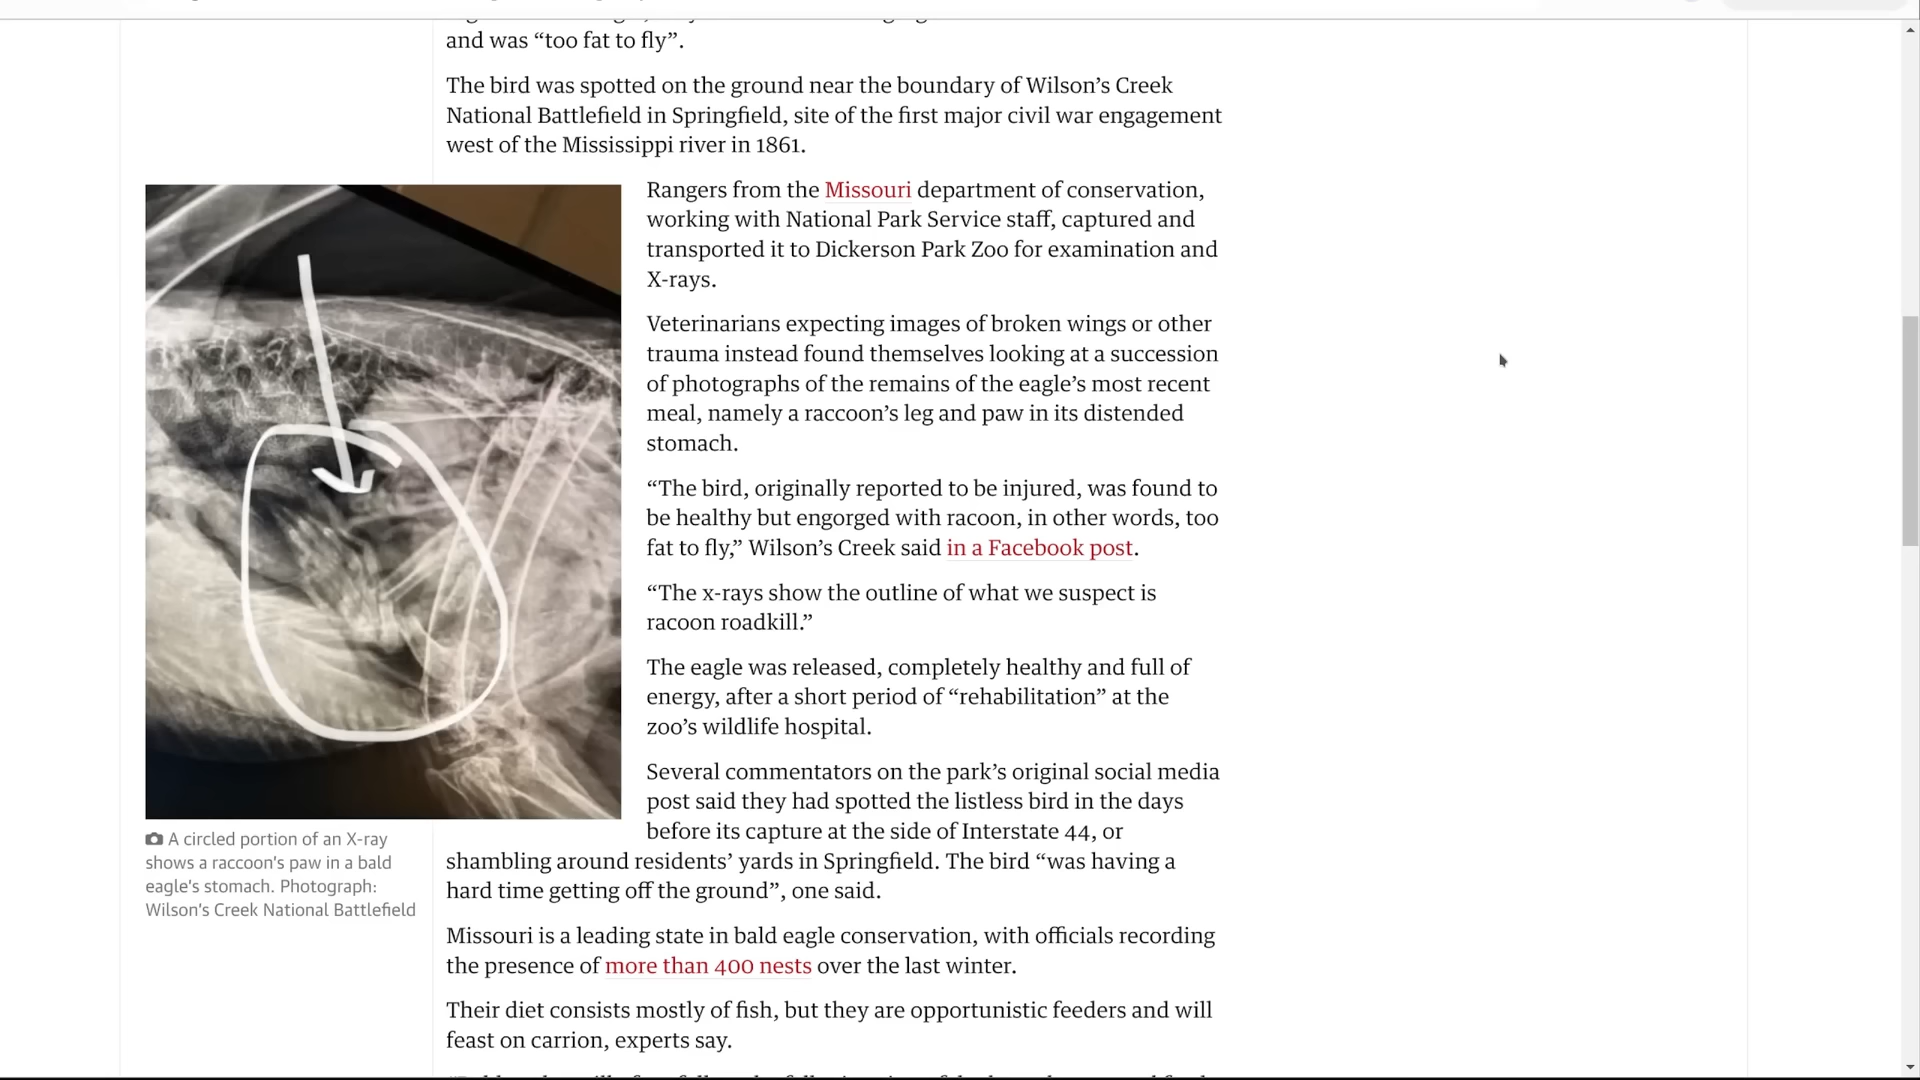 and was “too fat to fly”.
The bird was spotted on the ground near the boundary of Wilson’s Creek
National Battlefield in Springfield, site of the first major civil war engagement
west of the Mississippi river in 1861.
Rangers from the Missouri department of conservation,
working with National Park Service staff, captured and
transported it to Dickerson Park Zoo for examination and
X-rays.
Veterinarians expecting images of broken wings or other
trauma instead found themselves looking at a succession
of photographs of the remains of the eagle’s most recent
meal, namely a raccoon’s leg and paw in its distended
stomach.
“The bird, originally reported to be injured, was found to
be healthy but engorged with racoon, in other words, too
fat to fly,” Wilson’s Creek said in a Facebook post.
“The x-rays show the outline of what we suspect is
racoon roadkill.”
The eagle was released, completely healthy and full of
energy, after a short period of “rehabilitation” at the
zoo’s wildlife hospital.
Several commentators on the park’s original social media
post said they had spotted the listless bird in the days
before its capture at the side of Interstate 44, or
shambling around residents’ yards in Springfield. The bird “was having a
hard time getting off the ground”, one said.
A circled portion of an X-ray
shows a raccoon’s paw in a bald
eagle’s stomach. Photograph:
Wilson’s Creek National Battlefield
Missouri is a leading state in bald eagle conservation, with officials recording
the presence of more than 400 nests over the last winter.
Their diet consists mostly of fish, but they are opportunistic feeders and will
feast on carrion, experts say.